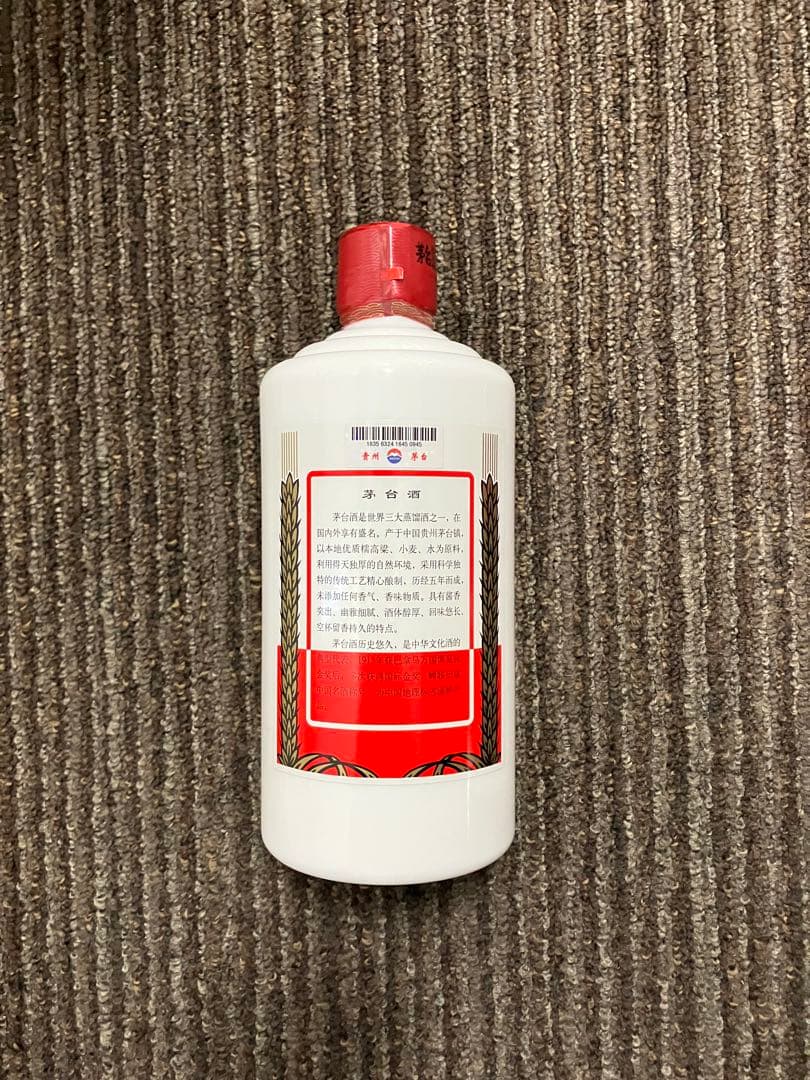 茅台
1835 6324 1645 0945
贵州 茅台
茅台酒
茅台酒是世界三大蒸馏酒之一，在
国内外享有盛名。产于中国贵州茅台镇，
以本地优质糯高粱、小麦、水为原料，
利用得天独厚的自然环境，采用科学独
特的传统工艺精心酿制，历经五年而成，
未添加任何香气、香味物质。具有酱香
突出、幽雅细腻、酒体醇厚、回味悠长、
空杯留香持久的特点。
茅台酒历史悠久，是中华文化酒的